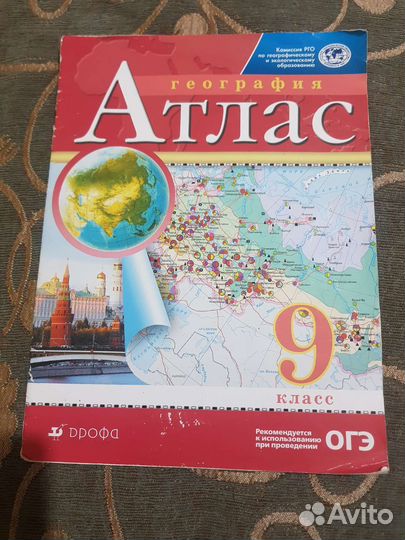 Комиссия РГО
по географическому
и экологическому
образованию
география
Атлас
9
класс
дрофа
Рекомендуется
к использованию
при проведении
ОГЭ
Avito